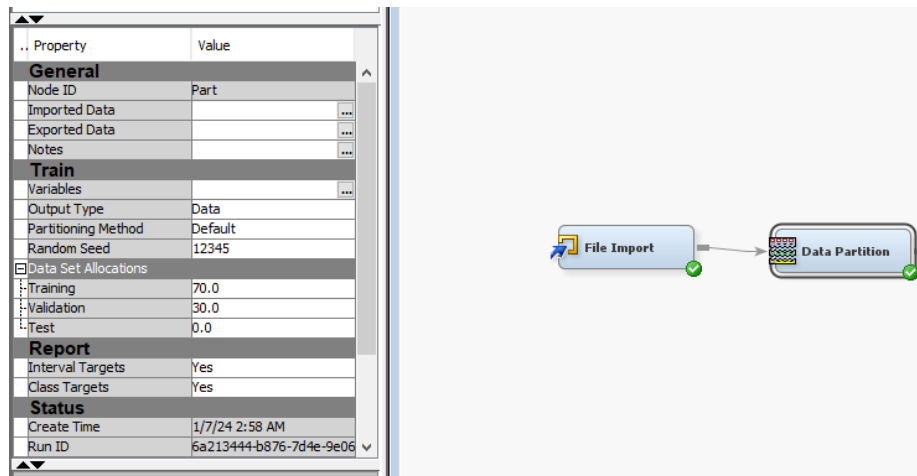 .. Property Value
General
Node ID Part
Imported Data ...
Exported Data ...
Notes ...
Train
Variables ...
Output Type Data
Partitioning Method Default
Random Seed 12345
Data Set Allocations
Training 70.0
Validation 30.0
Test 0.0
Report
Interval Targets Yes
Class Targets Yes
Status
Create Time 1/7/24 2:58 AM
Run ID 6a213444-b876-7d4e-9e06
File Import
Data Partition